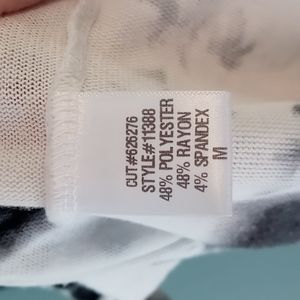 CUT#626276
STYLE#11388
48% POLYESTER
48% RAYON
4% SPANDEX
M